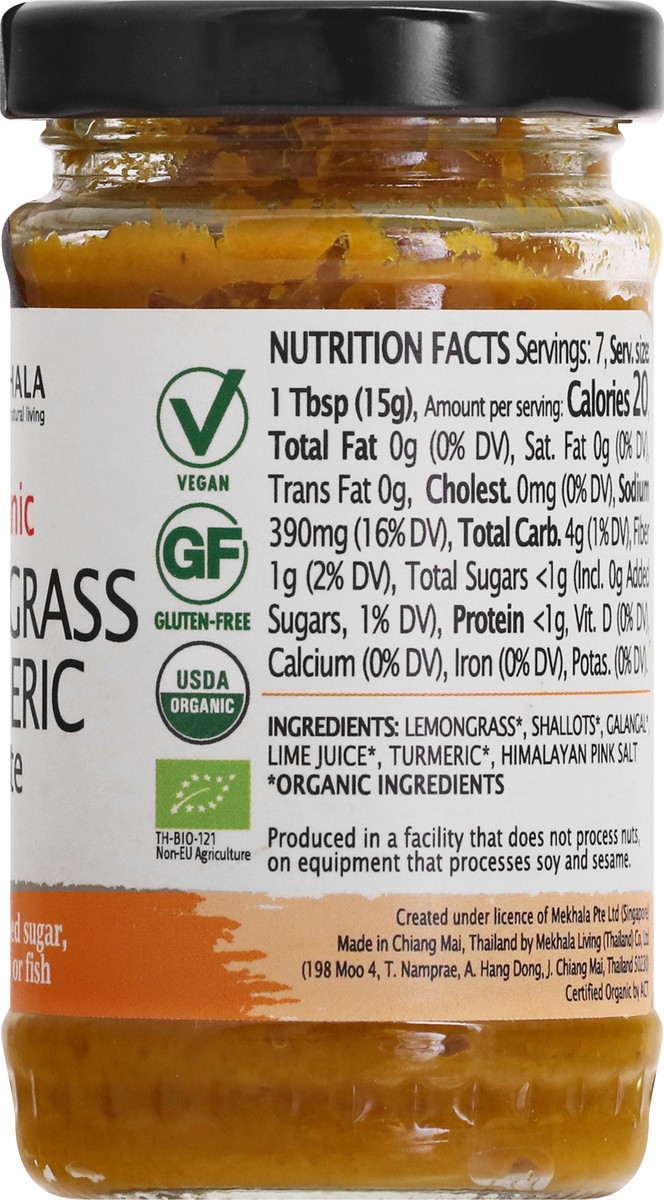 HALA
natural living
nic
GRASS
ERIC
te
VEGAN
GF
GLUTEN-FREE
USDA
ORGANIC
TH-BIO-121
Non-EU Agriculture
NUTRITION FACTS Servings: 7, Serv. size:
1 Tbsp (15g), Amount per serving: Calories 20,
Total Fat 0g (0% DV), Sat. Fat 0g (0% DV),
Trans Fat 0g, Cholest. 0mg (0% DV), Sodium
390mg (16% DV), Total Carb. 4g (1% DV), Fiber
1g (2% DV), Total Sugars <1g (Incl. 0g Added
Sugars, 1% DV), Protein <1g, Vit. D (0% DV),
Calcium (0% DV), Iron (0% DV), Potas. (0% DV).
INGREDIENTS: LEMONGRASS*, SHALLOTS*, GALANGAL*,
LIME JUICE*, TURMERIC*, HIMALAYAN PINK SALT
*ORGANIC INGREDIENTS
Produced in a facility that does not process nuts,
on equipment that processes soy and sesame.
ed sugar,
or fish
Created under licence of Mekhala Pte Ltd (Singapore)
Made in Chiang Mai, Thailand by Mekhala Living (Thailand) Co, Ltd
(198 Moo 4, T. Namprae, A. Hang Dong, J. Chiang Mai, Thailand 50230)
Certified Organic by ACT